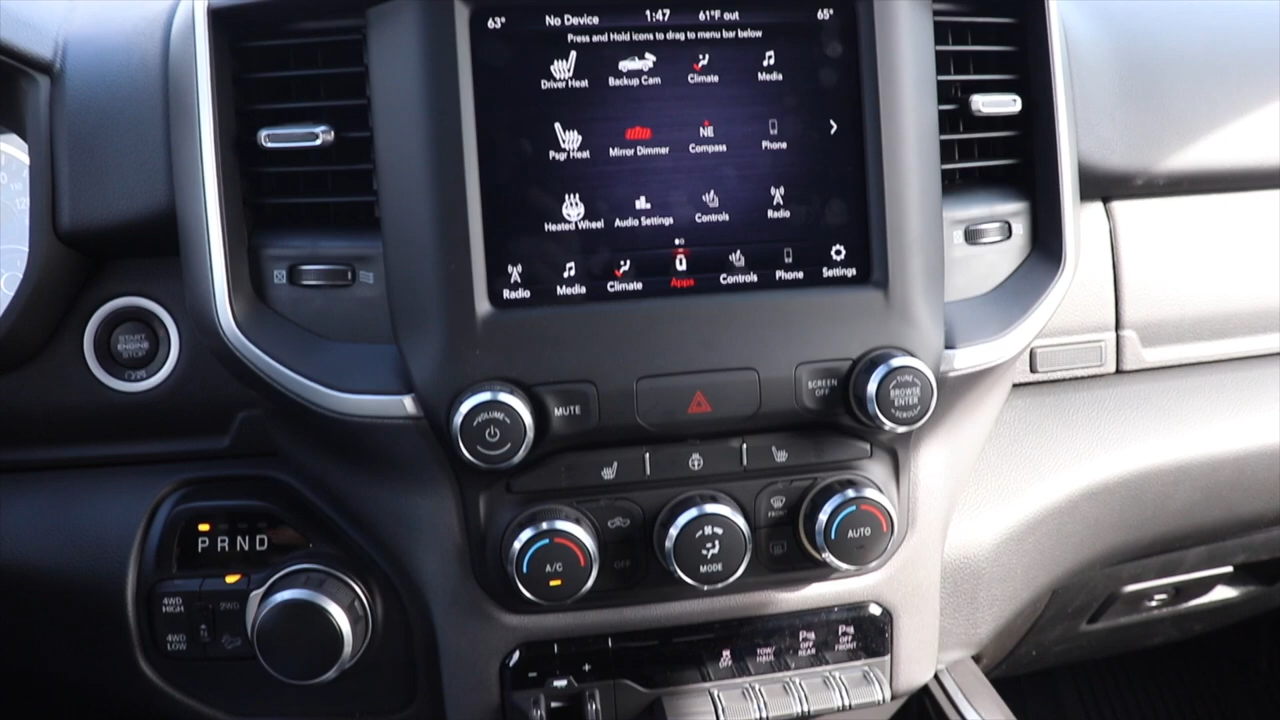 63° No Device 1:47 61°F out 65°
Press and Hold icons to drag to menu bar below
Driver Heat Backup Cam Climate Media
Psgr Heat Mirror Dimmer NE Compass Phone
Heated Wheel Audio Settings Controls Radio
Radio Media Climate Apps Controls Phone Settings
START
ENGINE
STOP
VOLUME
MUTE
SCREEN
OFF
TUNE
BROWSE
ENTER
SCROLL
A/C
OFF
MODE
FRONT
AUTO
P R N D
4WD
HIGH
2WD
4WD
LOW
- +
OFF
TOW/
HAUL
P
OFF
REAR
P
OFF
FRONT